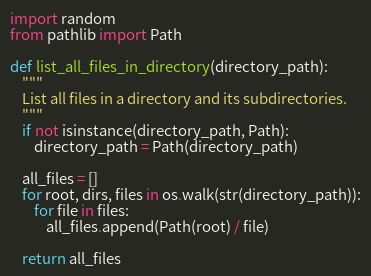 import random
from pathlib import Path

def list_all_files_in_directory(directory_path):
    """
    List all files in a directory and its subdirectories.
    """
    if not isinstance(directory_path, Path):
        directory_path = Path(directory_path)

    all_files = []
    for root, dirs, files in os.walk(str(directory_path)):
        for file in files:
            all_files.append(Path(root) / file)

    return all_files